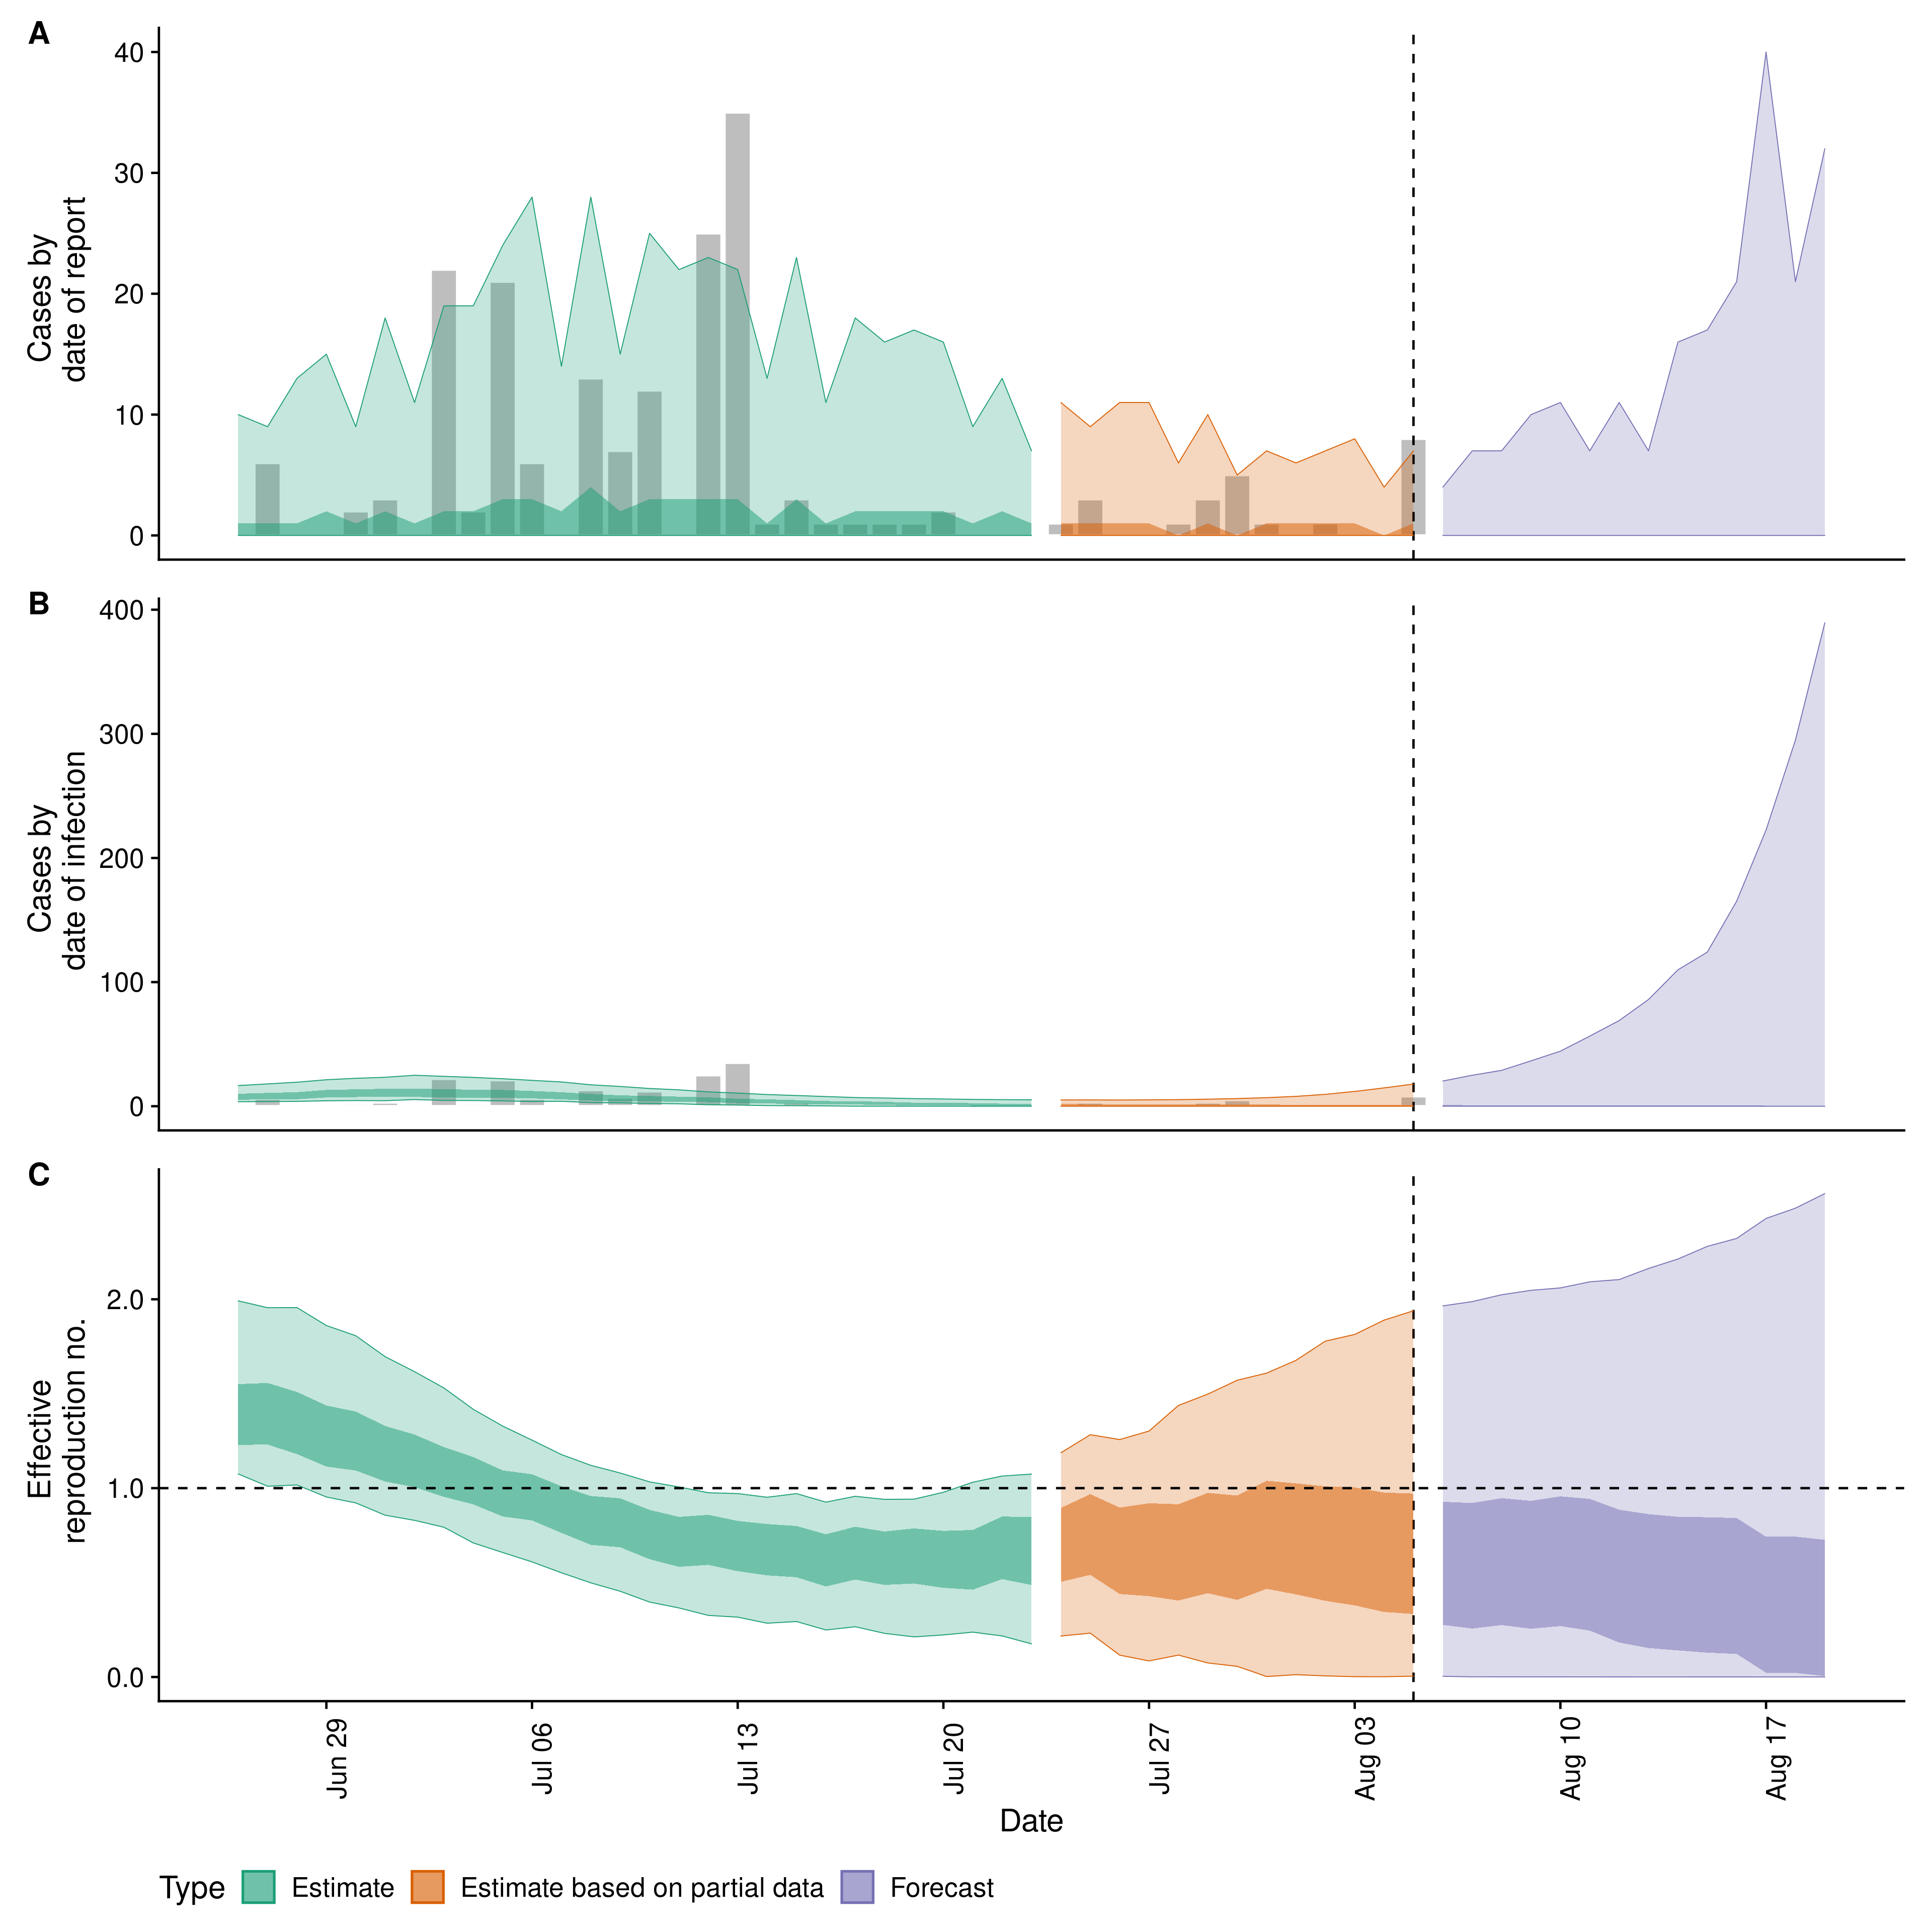 A
40
30
20
10
0
Cases by
date of report
B
400
300
200
100
0
Cases by
date of infection
C
2.0
1.0
0.0
Effective
reproduction no.
Jun 29
Jul 06
Jul 13
Jul 20
Jul 27
Aug 03
Aug 10
Aug 17
Date
Type Estimate Estimate based on partial data Forecast